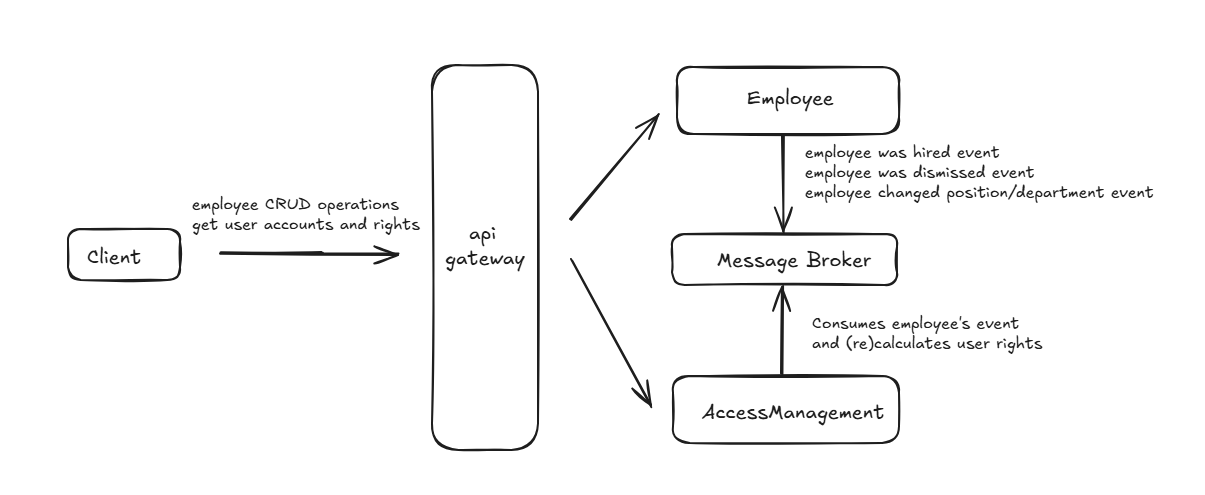 Employee
employee was hired event
employee was dismissed event
employee changed position/department event
employee CRUD operations
get user accounts and rights
Client
api
gateway
Message Broker
Consumes employee's event
and (re)calculates user rights
AccessManagement